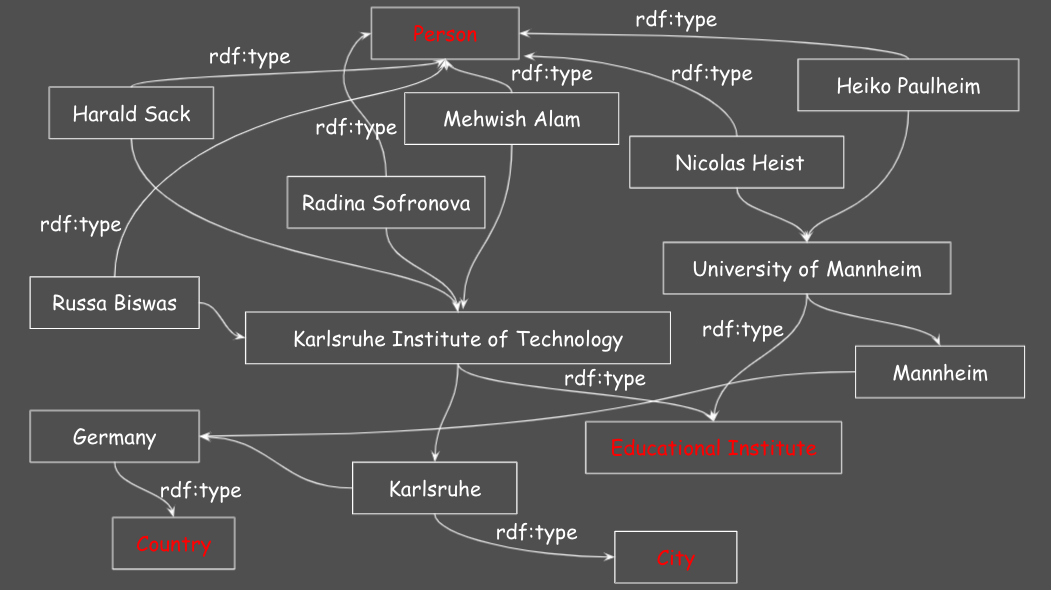 Person
rdf:type
rdf:type
rdf:type
rdf:type
Heiko Paulheim
Harald Sack
Mehwish Alam
rdf:type
Nicolas Heist
Radina Sofronova
rdf:type
University of Mannheim
Russa Biswas
Karlsruhe Institute of Technology
rdf:type
Mannheim
rdf:type
Germany
Educational Institute
Karlsruhe
rdf:type
rdf:type
Country
City